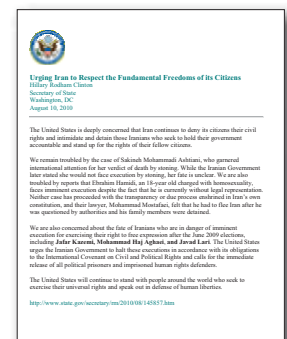 Urging Iran to Respect the Fundamental Freedoms of its Citizens
Hillary Rodham Clinton
Secretary of State
Washington, DC
August 10, 2010
The United States is deeply concerned that Iran continues to deny its citizens their civil
rights and intimidate and detain those Iranians who seek to hold their government
accountable and stand up for the rights of their fellow citizens.
We remain troubled by the case of Sakineh Mohammadi Ashtiani, who garnered
international attention for her verdict of death by stoning. While the Iranian Government
later stated she would not face execution by stoning, her fate is unclear. We are also
troubled by reports that Ebrahim Hamidi, an 18-year old charged with homosexuality,
faces imminent execution despite the fact that he is currently without legal representation.
Neither case has proceeded with the transparency or due process enshrined in Iran's own
constitution, and their lawyer, Mohammad Mostafaei, felt that he had to flee Iran after he
was questioned by authorities and his family members were detained.
We are also concerned about the fate of Iranians who are in danger of imminent
execution for exercising their right to free expression after the June 2009 elections,
including Jafar Kazemi, Mohammad Haj Aghaei, and Javad Lari. The United States
urges the Iranian Government to halt these executions in accordance with its obligations
to the International Covenant on Civil and Political Rights and calls for the immediate
release of all political prisoners and imprisoned human rights defenders.
The United States will continue to stand with people around the world who seek to
exercise their universal rights and speak out in defense of human liberties.
http://www.state.gov/secretary/rm/2010/08/145857.htm